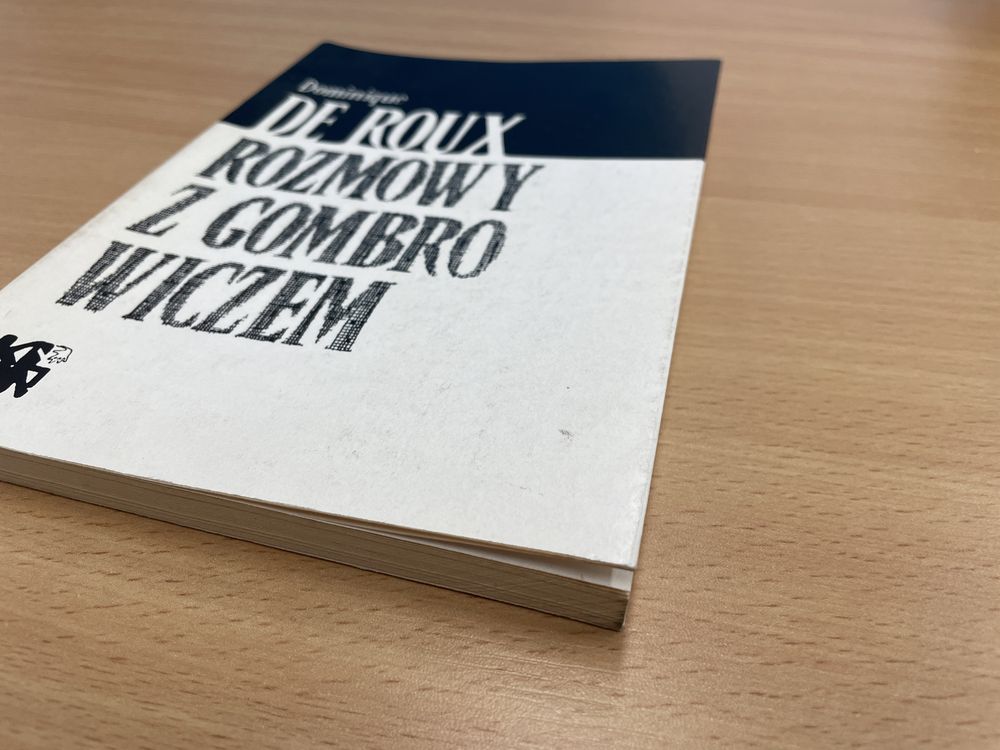 Dominique
DE ROUX
ROZMOWY
Z GOMBRO
WICZEM